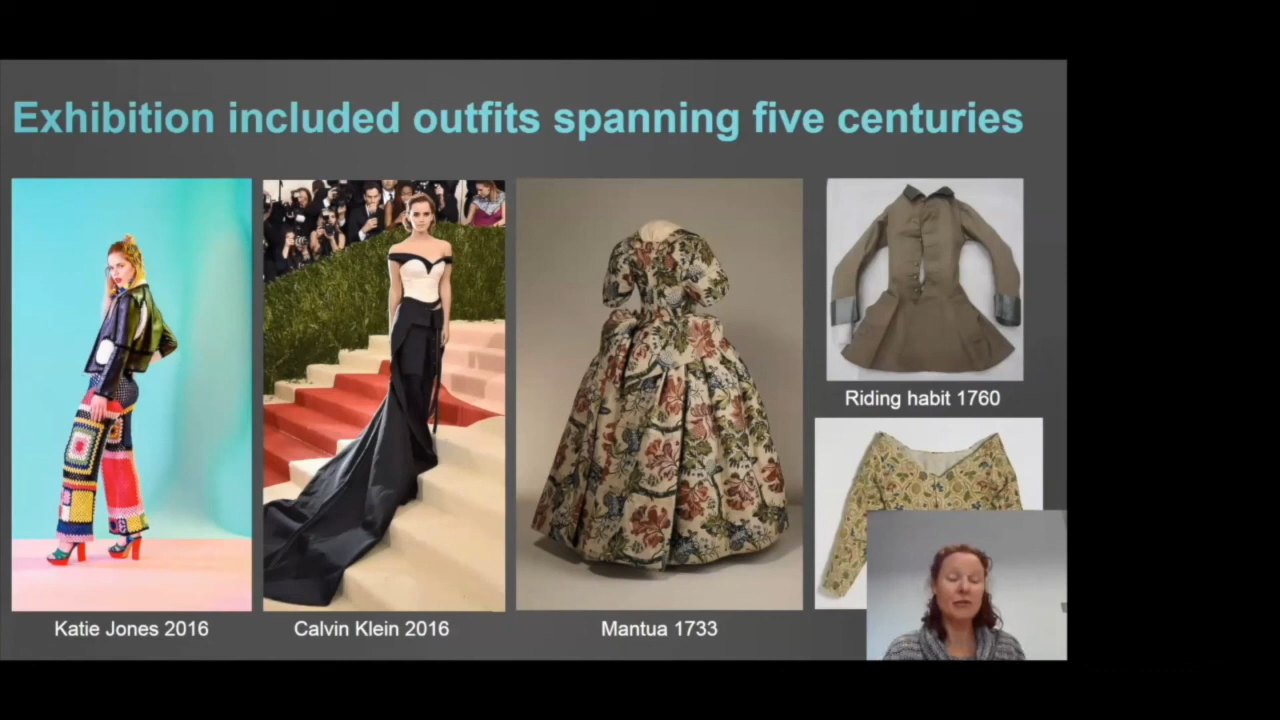 Exhibition included outfits spanning five centuries
Riding habit 1760
Katie Jones 2016
Calvin Klein 2016
Mantua 1733